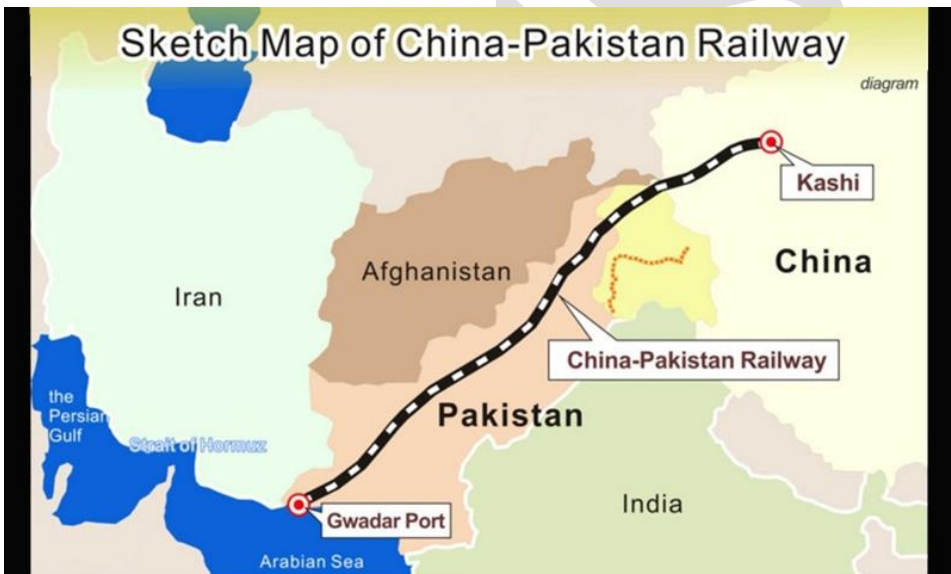 Sketch Map of China-Pakistan Railway
diagram
Kashi
China
Afghanistan
Iran
China-Pakistan Railway
the
Persian
Gulf
Pakistan
Strait of Hormuz
India
Gwadar Port
Arabian Sea